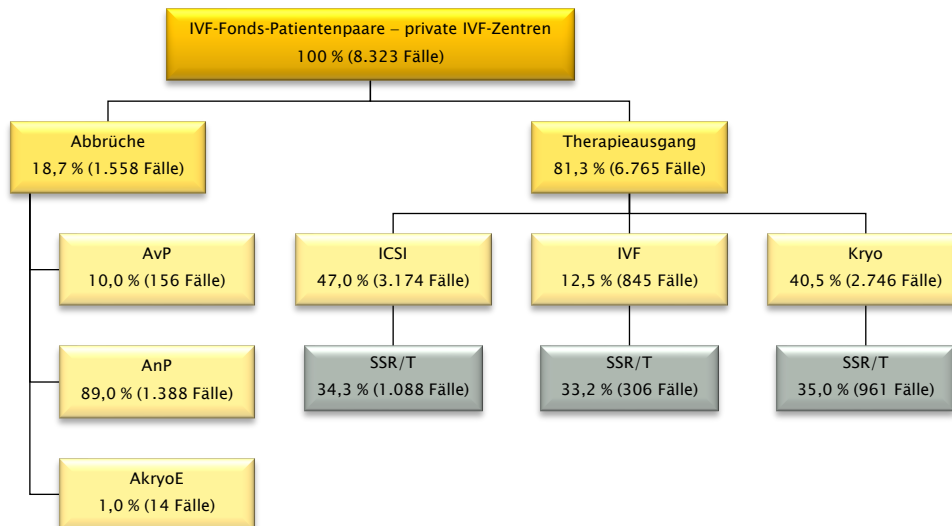 IVF-Fonds-Patientenpaare – private IVF-Zentren
100 % (8.323 Fälle)
Abbrüche
18,7 % (1.558 Fälle)
Therapieausgang
81,3 % (6.765 Fälle)
AvP
10,0 % (156 Fälle)
ICSI
47,0 % (3.174 Fälle)
IVF
12,5 % (845 Fälle)
Kryo
40,5 % (2.746 Fälle)
AnP
89,0 % (1.388 Fälle)
SSR/T
34,3 % (1.088 Fälle)
SSR/T
33,2 % (306 Fälle)
SSR/T
35,0 % (961 Fälle)
AkryoE
1,0 % (14 Fälle)